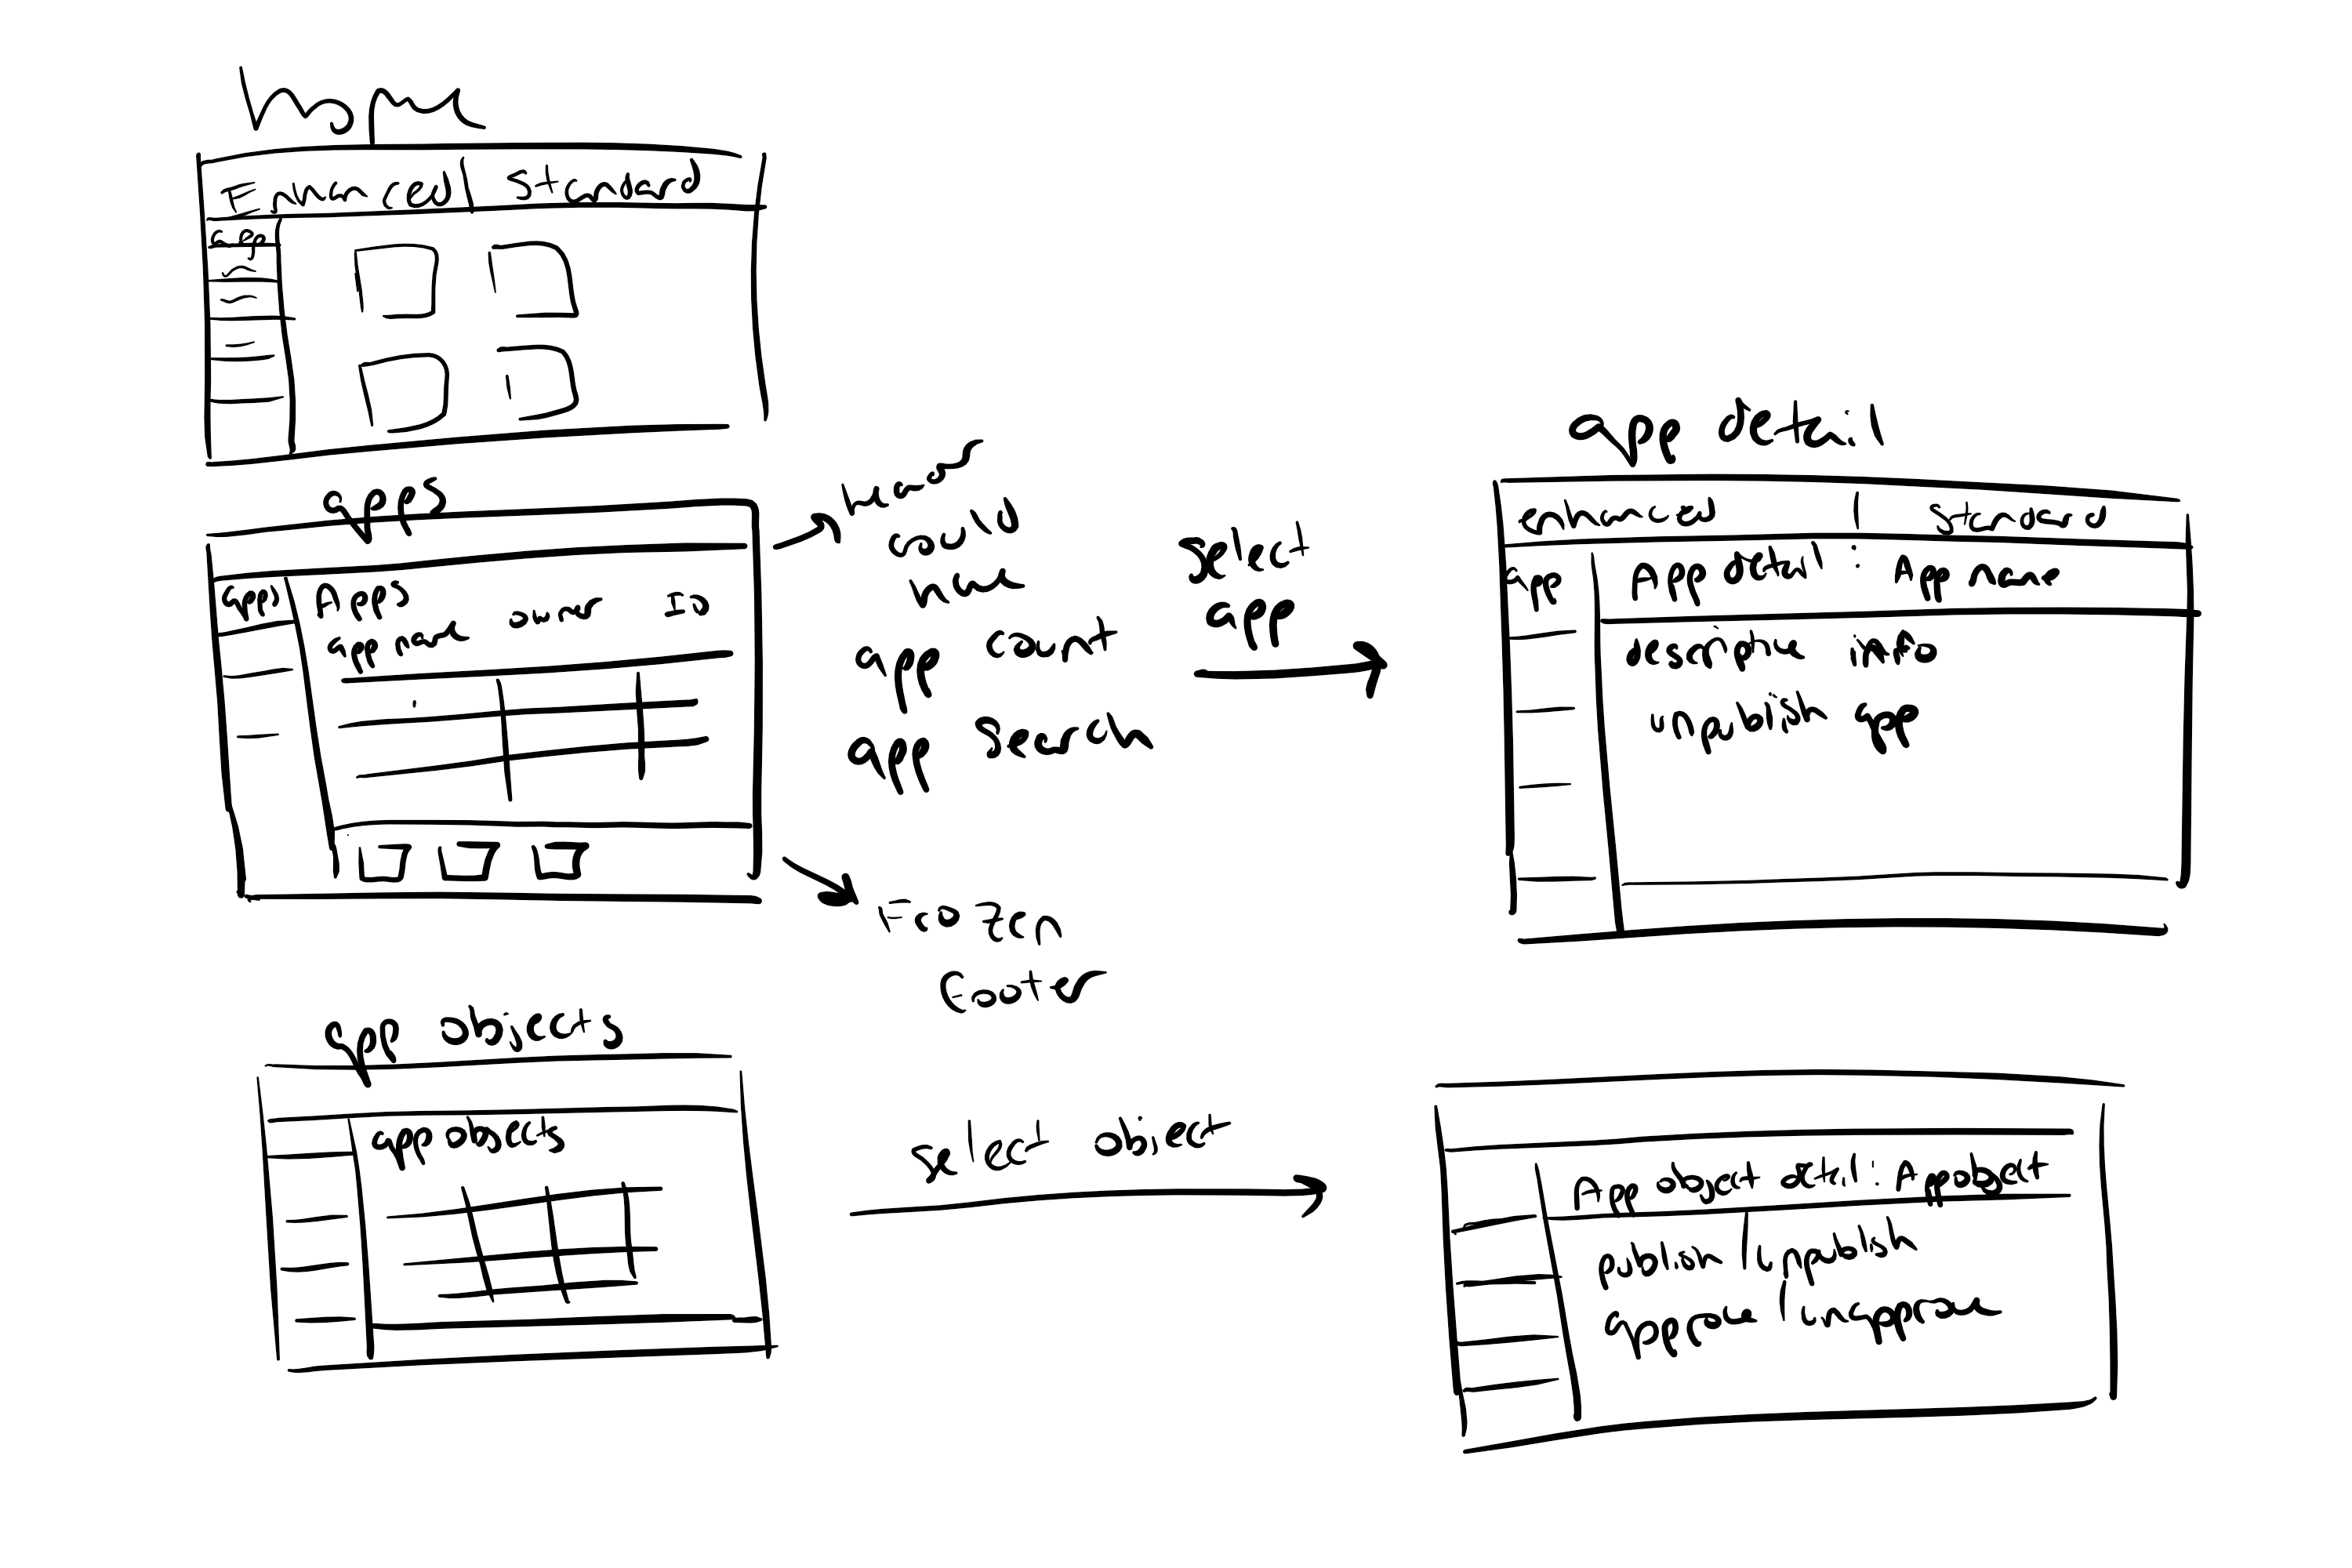 home
Enhanced | Standard
app
apps
apps
Apps
app name owner ID
header
could
have
app count
app search
select
app
Frozen
footer
app detail
enhanced | standard
app
App detail : App name
descriptive info
unpublish app
app objects
app objects
select object
App object detail : App object
publish | unpublish
approve | unapprove